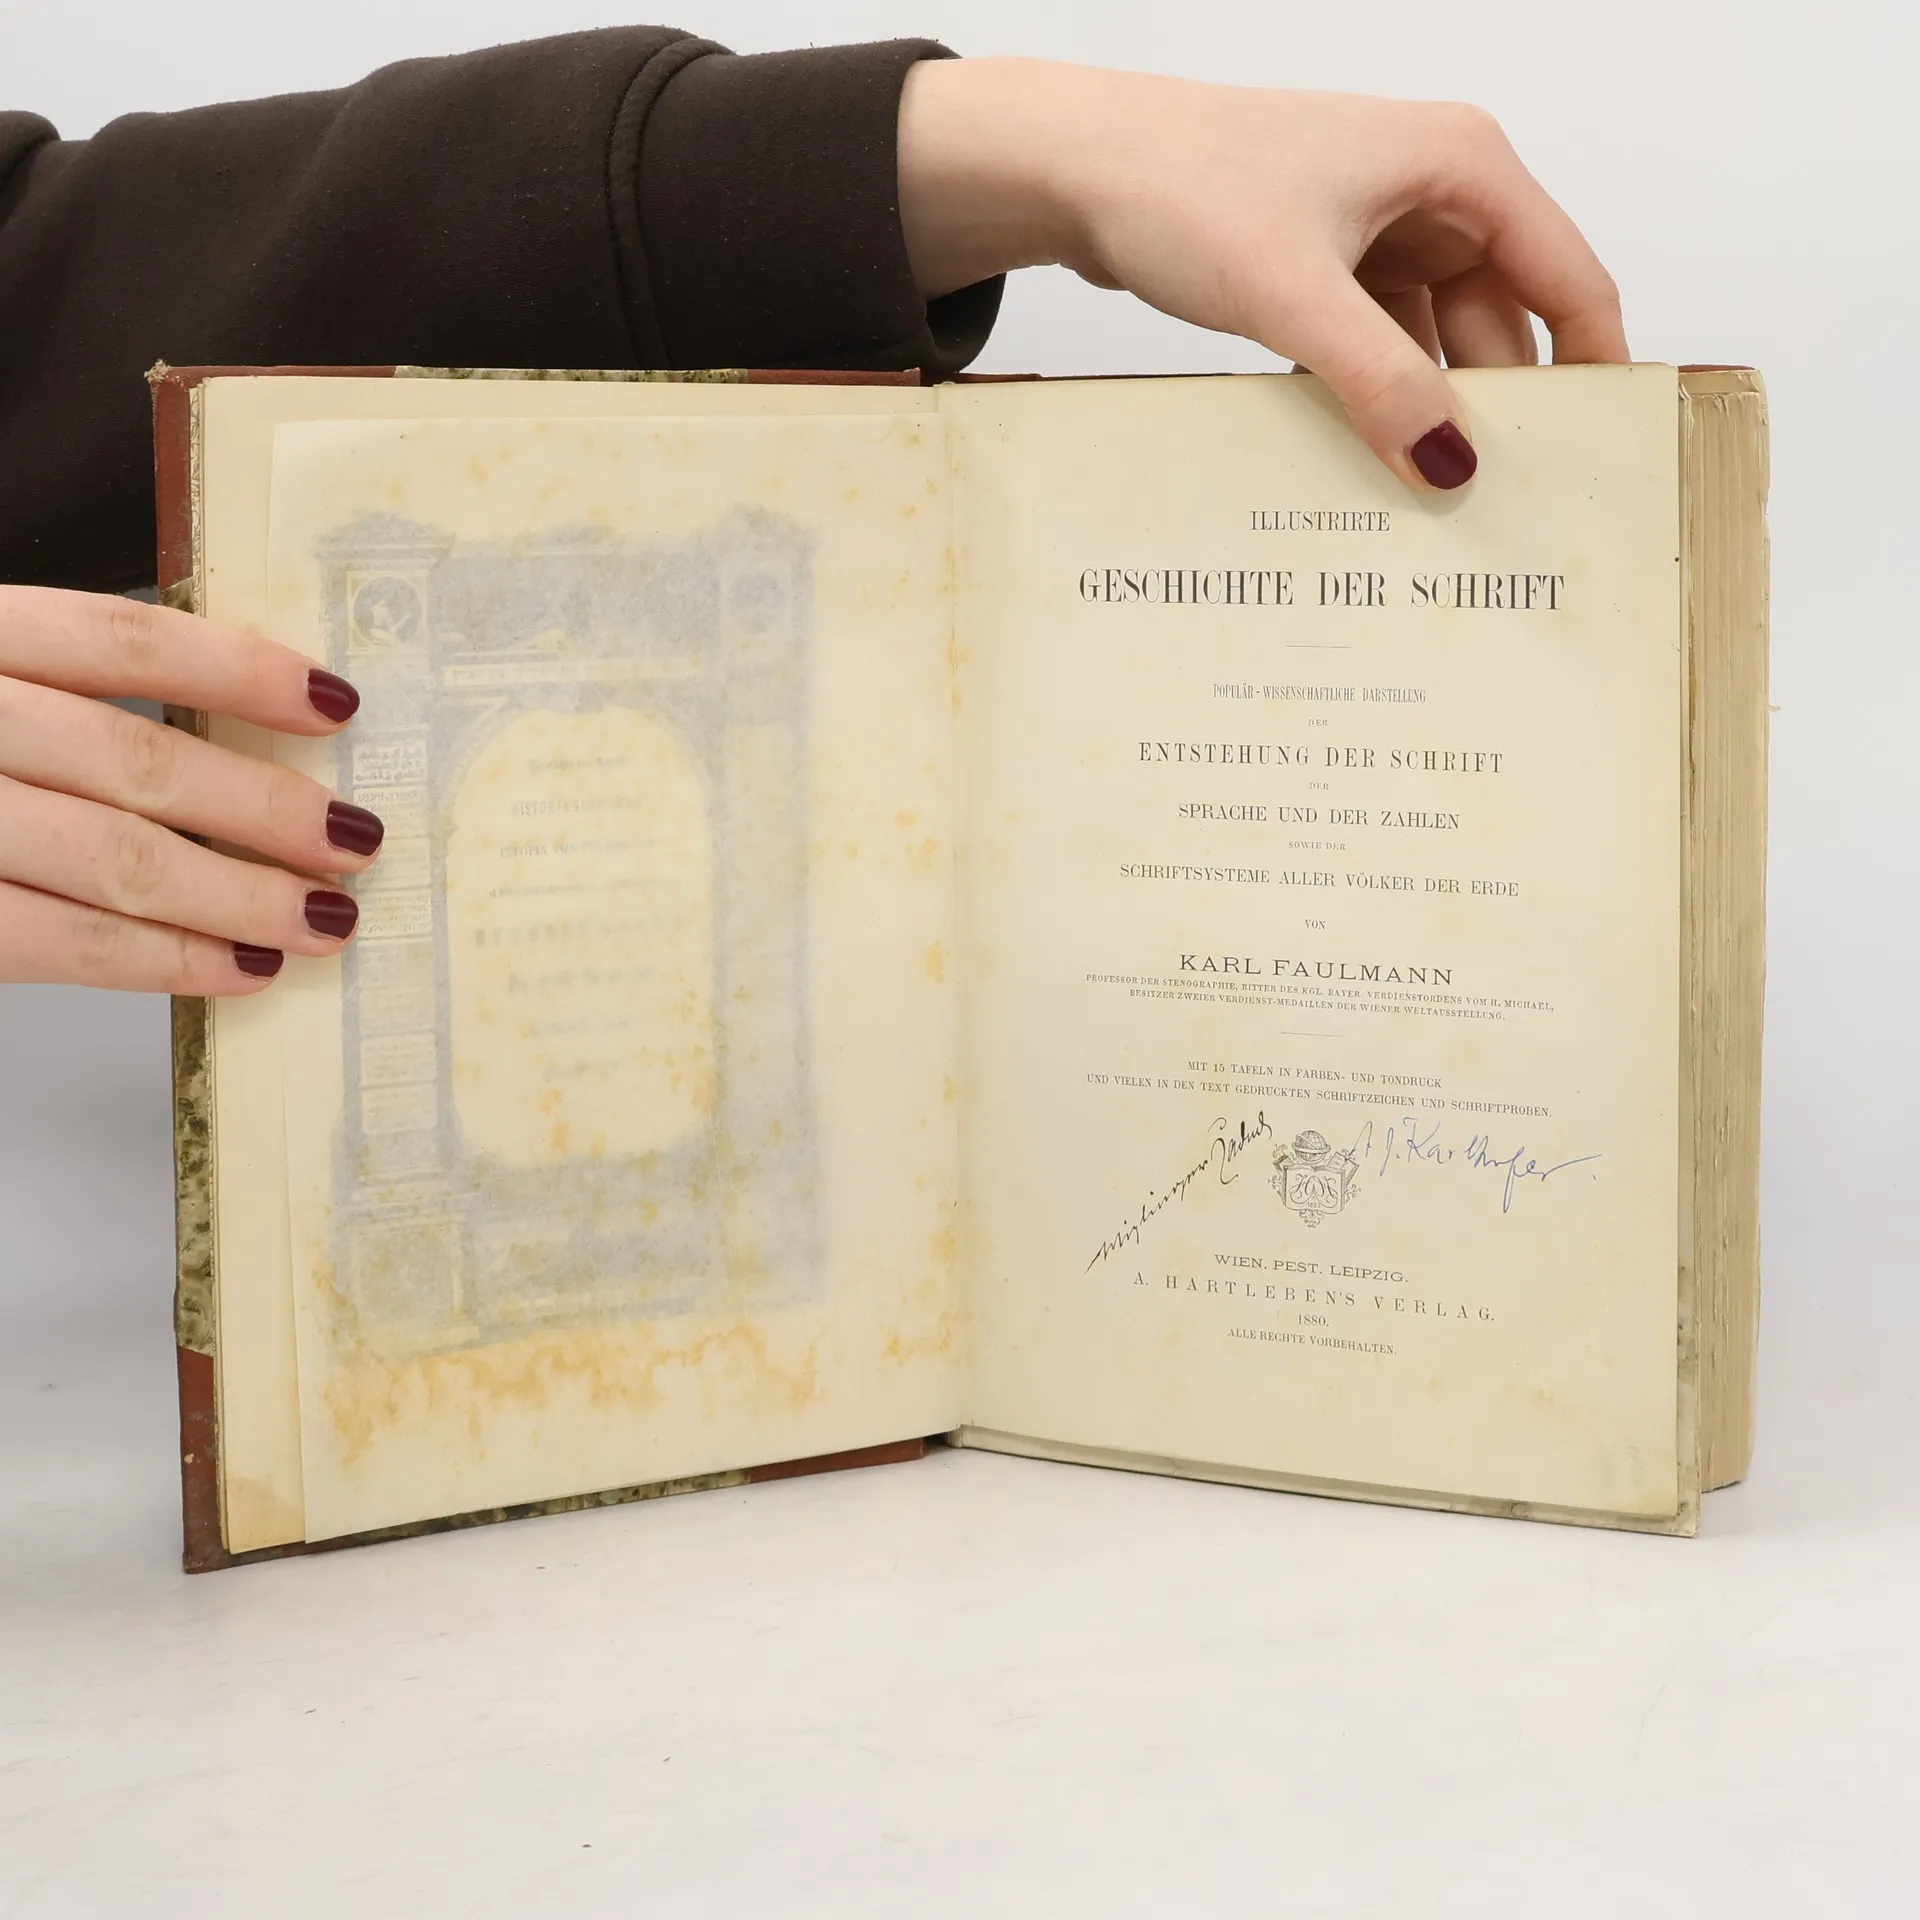 ILLUSTRIRTE
GESCHICHTE DER SCHRIFT
POPULÄR-WISSENSCHAFTLICHE DARSTELLUNG
DER
ENTSTEHUNG DER SCHRIFT
DER
SPRACHE UND DER ZAHLEN
SOWIE DER
SCHRIFTSYSTEME ALLER VÖLKER DER ERDE
VON
KARL FAULMANN
PROFESSOR DER STENOGRAPHIE, RITTER DES KGL. BAYER. VERDIENSTORDENS VOM H. MICHAEL,
BESITZER ZWEIER VERDIENST-MEDAILLEN DER WIENER WELTAUSSTELLUNG.
MIT 15 TAFELN IN FARBEN- UND TONDRUCK
UND VIELEN IN DEN TEXT GEDRUCKTEN SCHRIFTZEICHEN UND SCHRIFTPROBEN.
WIEN. PEST. LEIPZIG.
A. HARTLEBEN'S VERLAG.
1880.
ALLE RECHTE VORBEHALTEN.